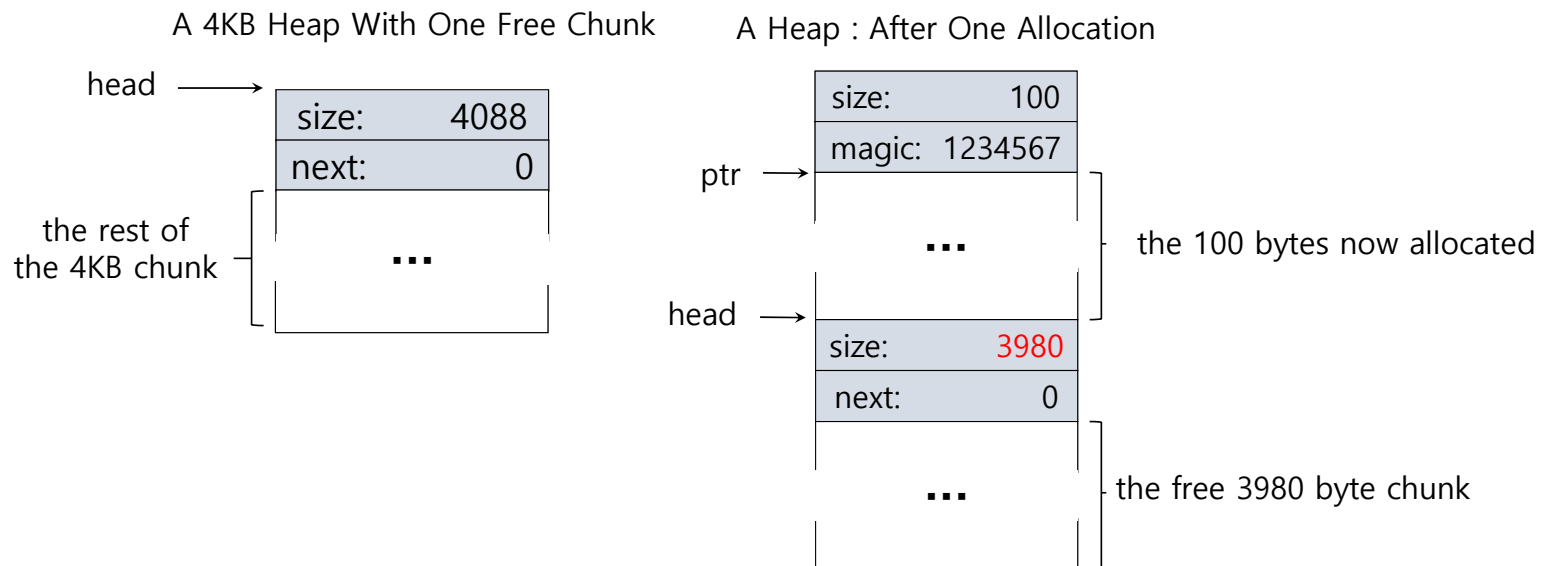 A 4KB Heap With One Free Chunk
head
size: 4088
next: 0
the rest of
the 4KB chunk
...
A Heap : After One Allocation
size: 100
magic: 1234567
ptr
...
the 100 bytes now allocated
head
size: 3980
next: 0
...
the free 3980 byte chunk